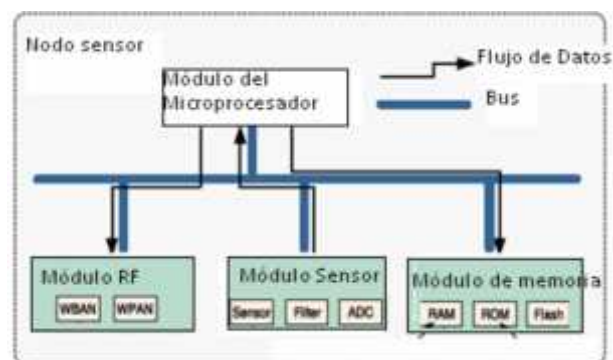 Nodo sensor
Flujo de Datos
Módulo del
Microprocesador
Bus
Módulo RF
WBAN WPAN
Módulo Sensor
Sensor Filter ADC
Módulo de memoria
RAM ROM Flash